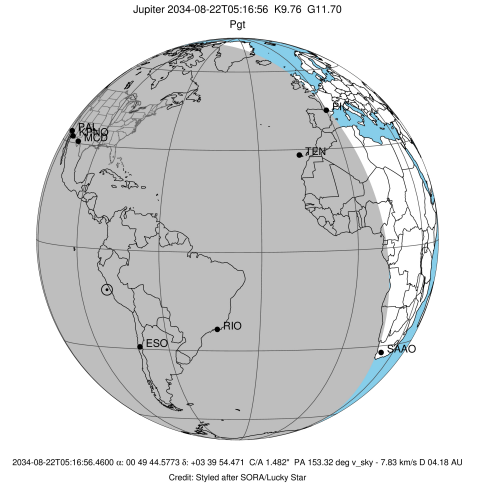 Jupiter 2034-08-22T05:16:56 K9.76 G11.70
Pgt
PIC
PAL
KPNO
MCD
TEN
RIO
ESO
SAAO
2034-08-22T05:16:56.4600 α: 00 49 44.5773 δ: +03 39 54.471 C/A 1.482" PA 153.32 deg v_sky - 7.83 km/s D 04.18 AU
Credit: Styled after SORA/Lucky Star